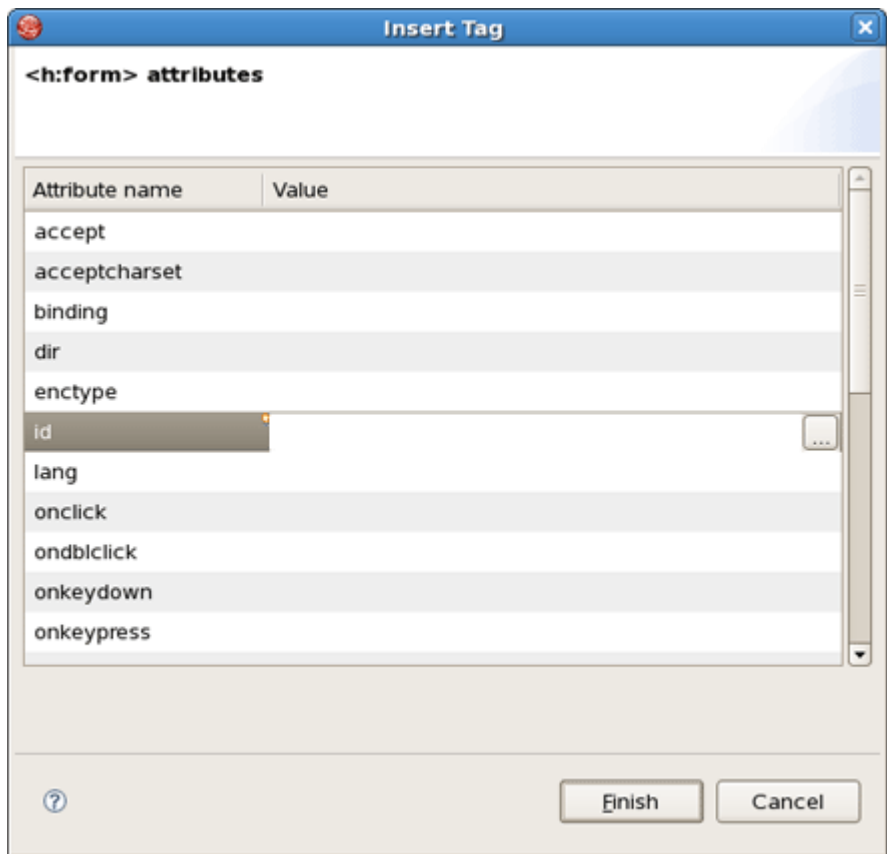 Insert Tag
<h:form> attributes
Attribute name Value
accept
acceptcharset
binding
dir
enctype
id
...
lang
onclick
ondblclick
onkeydown
onkeypress
? Finish Cancel